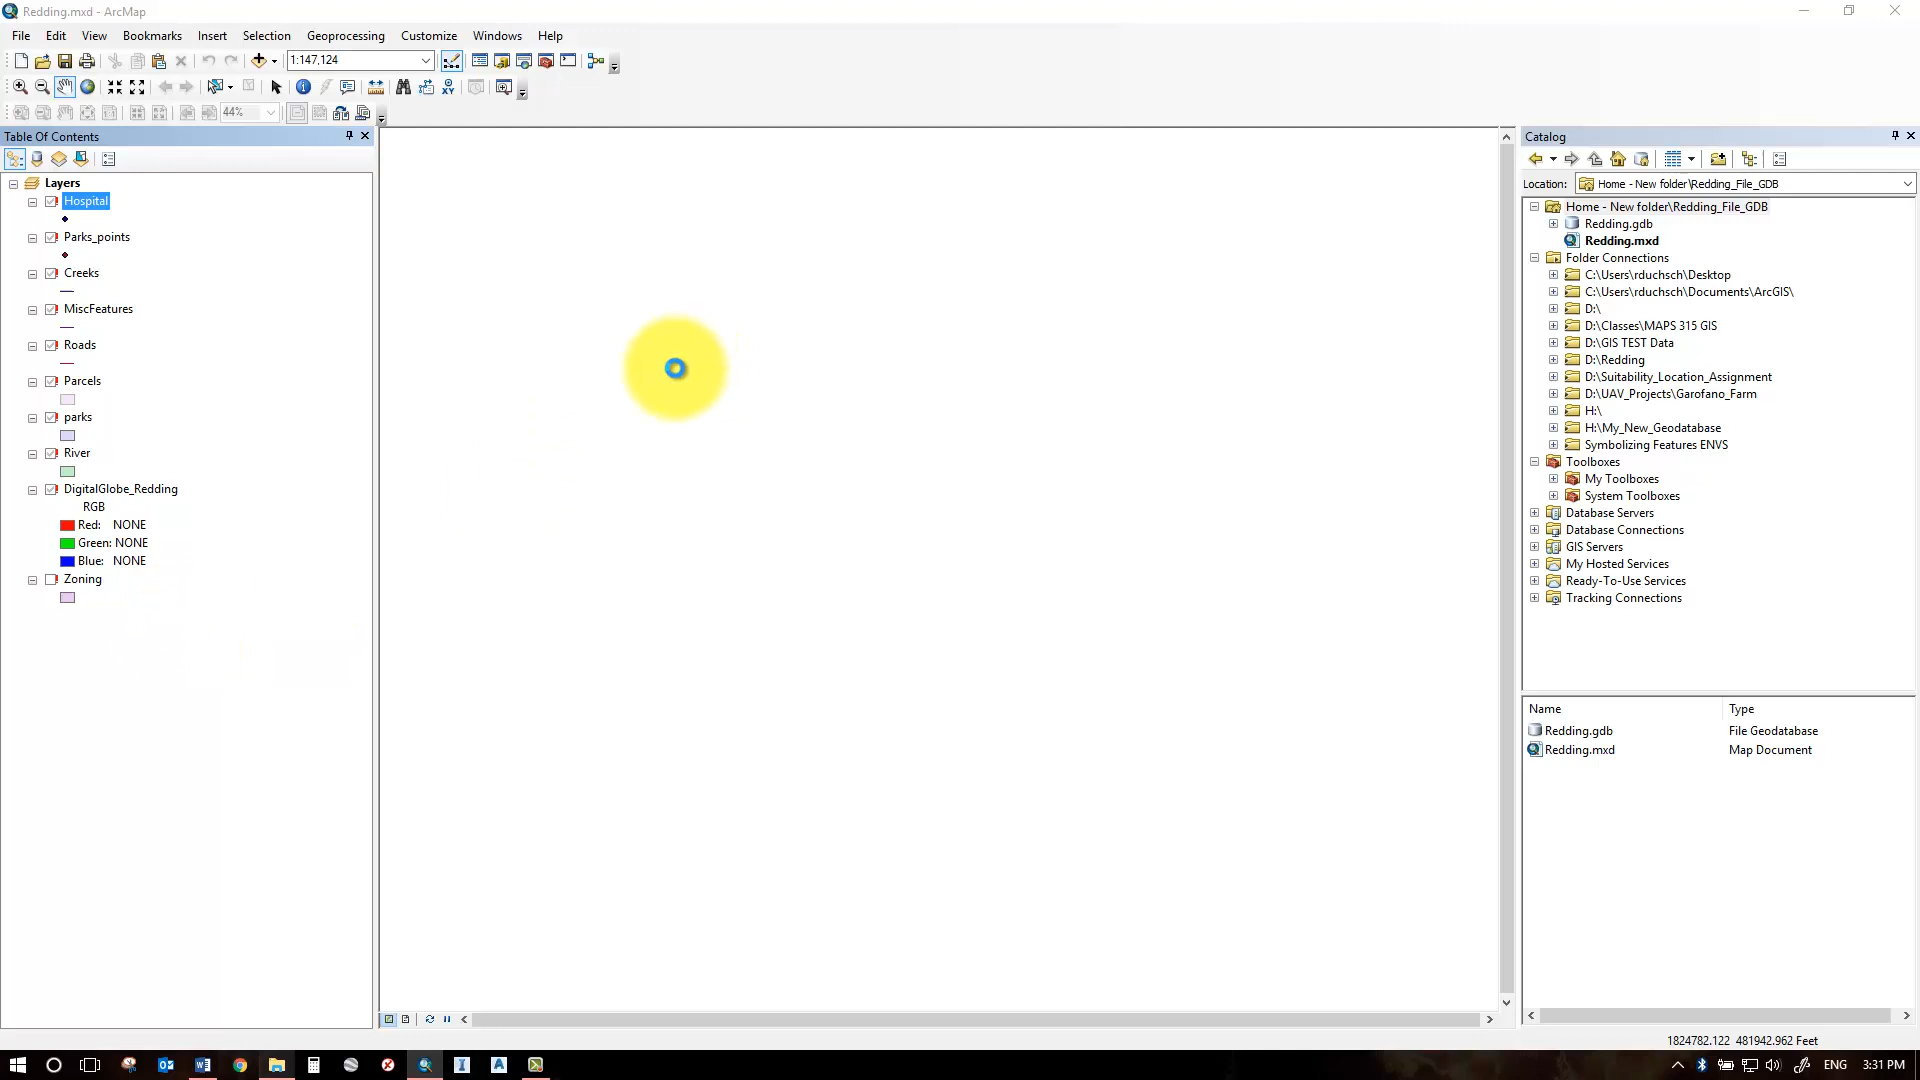 Redding.mxd - ArcMap
File Edit View Bookmarks Insert Selection Geoprocessing Customize Windows Help
1:147,124
44%
Table Of Contents
Layers
Hospital
Parks_points
Creeks
MiscFeatures
Roads
Parcels
parks
River
DigitalGlobe_Redding
RGB
Red: NONE
Green: NONE
Blue: NONE
Zoning
Catalog
Location: Home - New folder\Redding_File_GDB
Home - New folder\Redding_File_GDB
Redding.gdb
Redding.mxd
Folder Connections
C:\Users\rduchsch\Desktop
C:\Users\rduchsch\Documents\ArcGIS\
D:\
D:\Classes\MAPS 315 GIS
D:\GIS TEST Data
D:\Redding
D:\Suitability_Location_Assignment
D:\UAV_Projects\Garofano_Farm
H:\
H:\My_New_Geodatabase
Symbolizing Features ENVS
Toolboxes
My Toolboxes
System Toolboxes
Database Servers
Database Connections
GIS Servers
My Hosted Services
Ready-To-Use Services
Tracking Connections
Name Type
Redding.gdb File Geodatabase
Redding.mxd Map Document
1824782.122 481942.962 Feet
ENG 3:31 PM